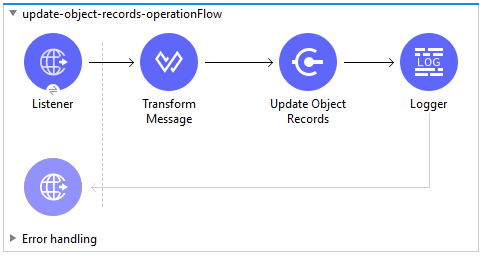 update-object-records-operationFlow
LOG
Listener
Transform
Message
Update Object
Records
Logger
Error handling